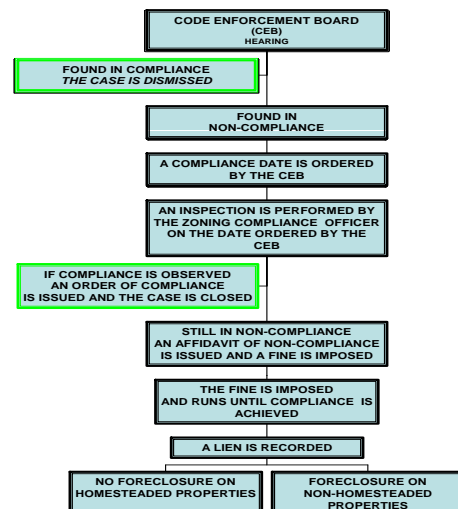 CODE ENFORCEMENT BOARD
(CEB)
HEARING
FOUND IN COMPLIANCE
THE CASE IS DISMISSED
FOUND IN
NON-COMPLIANCE
A COMPLIANCE DATE IS ORDERED
BY THE CEB
AN INSPECTION IS PERFORMED BY
THE ZONING COMPLIANCE OFFICER
ON THE DATE ORDERED BY THE
CEB
IF COMPLIANCE IS OBSERVED
AN ORDER OF COMPLIANCE
IS ISSUED AND THE CASE IS CLOSED
STILL IN NON-COMPLIANCE
AN AFFIDAVIT OF NON-COMPLIANCE
IS ISSUED AND A FINE IS IMPOSED
THE FINE IS IMPOSED
AND RUNS UNTIL COMPLIANCE IS
ACHIEVED
A LIEN IS RECORDED
NO FORECLOSURE ON
HOMESTEADED PROPERTIES
FORECLOSURE ON
NON-HOMESTEADED
PROPERTIES